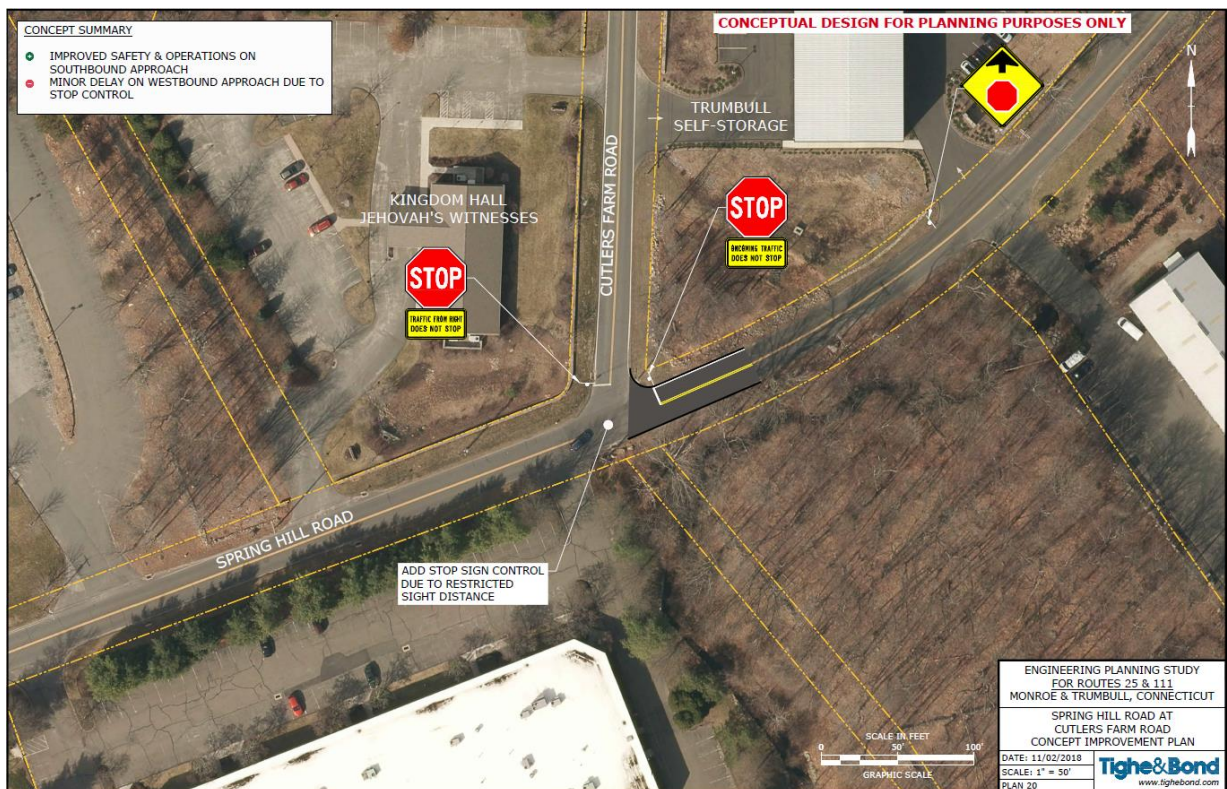 CONCEPT SUMMARY
IMPROVED SAFETY & OPERATIONS ON
SOUTHBOUND APPROACH
MINOR DELAY ON WESTBOUND APPROACH DUE TO
STOP CONTROL
CONCEPTUAL DESIGN FOR PLANNING PURPOSES ONLY
N
TRUMBULL
SELF-STORAGE
CUTLERS FARM ROAD
KINGDOM HALL
JEHOVAH'S WITNESSES
STOP
ONCOMING TRAFFIC
DOES NOT STOP
STOP
TRAFFIC FROM RIGHT
DOES NOT STOP
SPRING HILL ROAD
ADD STOP SIGN CONTROL
DUE TO RESTRICTED
SIGHT DISTANCE
SCALE IN FEET
0 50' 100'
GRAPHIC SCALE
ENGINEERING PLANNING STUDY
FOR ROUTES 25 & 111
MONROE & TRUMBULL, CONNECTICUT
SPRING HILL ROAD AT
CUTLERS FARM ROAD
CONCEPT IMPROVEMENT PLAN
DATE: 11/02/2018
SCALE: 1" = 50'
PLAN 20
Tighe&Bond
www.tighebond.com